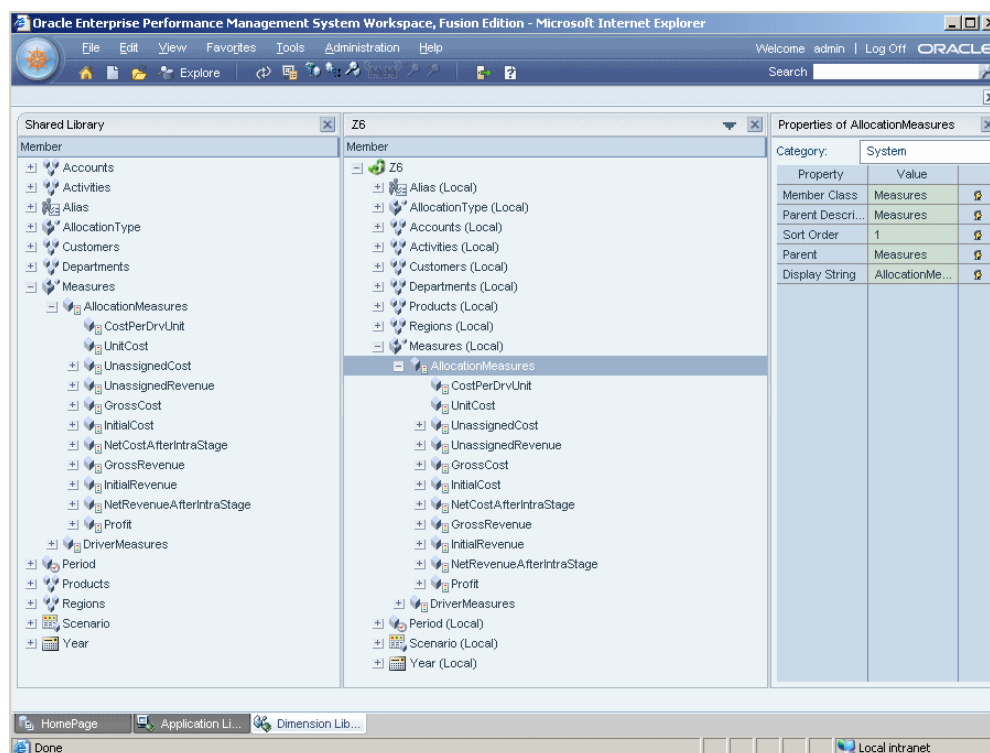 Oracle Enterprise Performance Management System Workspace, Fusion Edition - Microsoft Internet Explorer
File Edit View Favorites Tools Administration Help
Welcome admin | Log Off ORACLE
Explore
Search
Shared Library
Member
Accounts
Activities
Alias
AllocationType
Customers
Departments
Measures
AllocationMeasures
CostPerDrvUnit
UnitCost
UnassignedCost
UnassignedRevenue
GrossCost
InitialCost
NetCostAfterIntraStage
GrossRevenue
InitialRevenue
NetRevenueAfterIntraStage
Profit
DriverMeasures
Period
Products
Regions
Scenario
Year
Z6
Member
Z6
Alias (Local)
AllocationType (Local)
Accounts (Local)
Activities (Local)
Customers (Local)
Departments (Local)
Products (Local)
Regions (Local)
Measures (Local)
AllocationMeasures
CostPerDrvUnit
UnitCost
UnassignedCost
UnassignedRevenue
GrossCost
InitialCost
NetCostAfterIntraStage
GrossRevenue
InitialRevenue
NetRevenueAfterIntraStage
Profit
DriverMeasures
Period (Local)
Scenario (Local)
Year (Local)
Properties of AllocationMeasures
Category: System
Property Value
Member Class Measures
Parent Descri... Measures
Sort Order 1
Parent Measures
Display String AllocationMe...
HomePage Application Li... Dimension Lib...
Done Local intranet